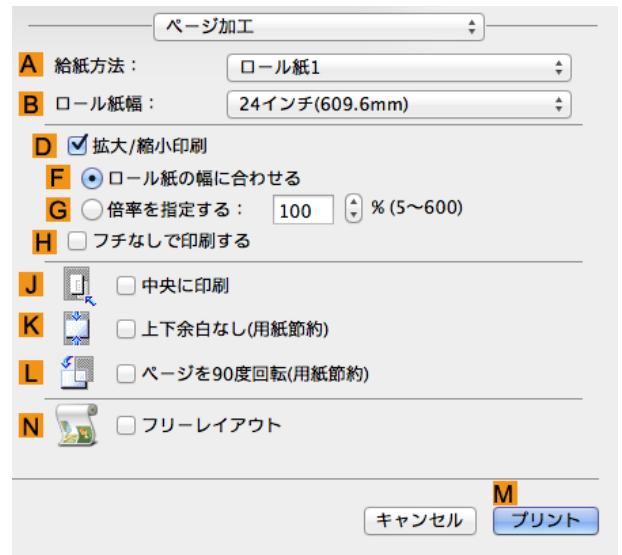 ページ加工
A 給紙方法： ロール紙1
B ロール紙幅： 24インチ(609.6mm)
D 拡大/縮小印刷
F ロール紙の幅に合わせる
G 倍率を指定する： 100 % (5〜600)
H フチなしで印刷する
J 中央に印刷
K 上下余白なし(用紙節約)
L ページを90度回転(用紙節約)
N フリーレイアウト
M
キャンセル プリント